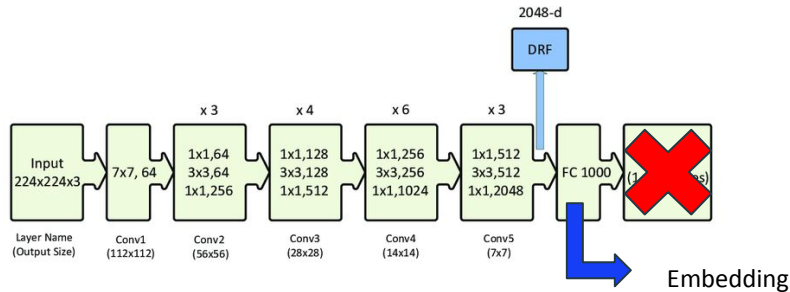 2048-d
DRF
x 3
x 4
x 6
x 3
Input
224x224x3
7x7, 64
1x1,64
3x3,64
1x1,256
1x1,128
3x3,128
1x1,512
1x1,256
3x3,256
1x1,1024
1x1,512
3x3,512
1x1,2048
FC 1000
Layer Name
(Output Size)
Conv1
(112x112)
Conv2
(56x56)
Conv3
(28x28)
Conv4
(14x14)
Conv5
(7x7)
Embedding